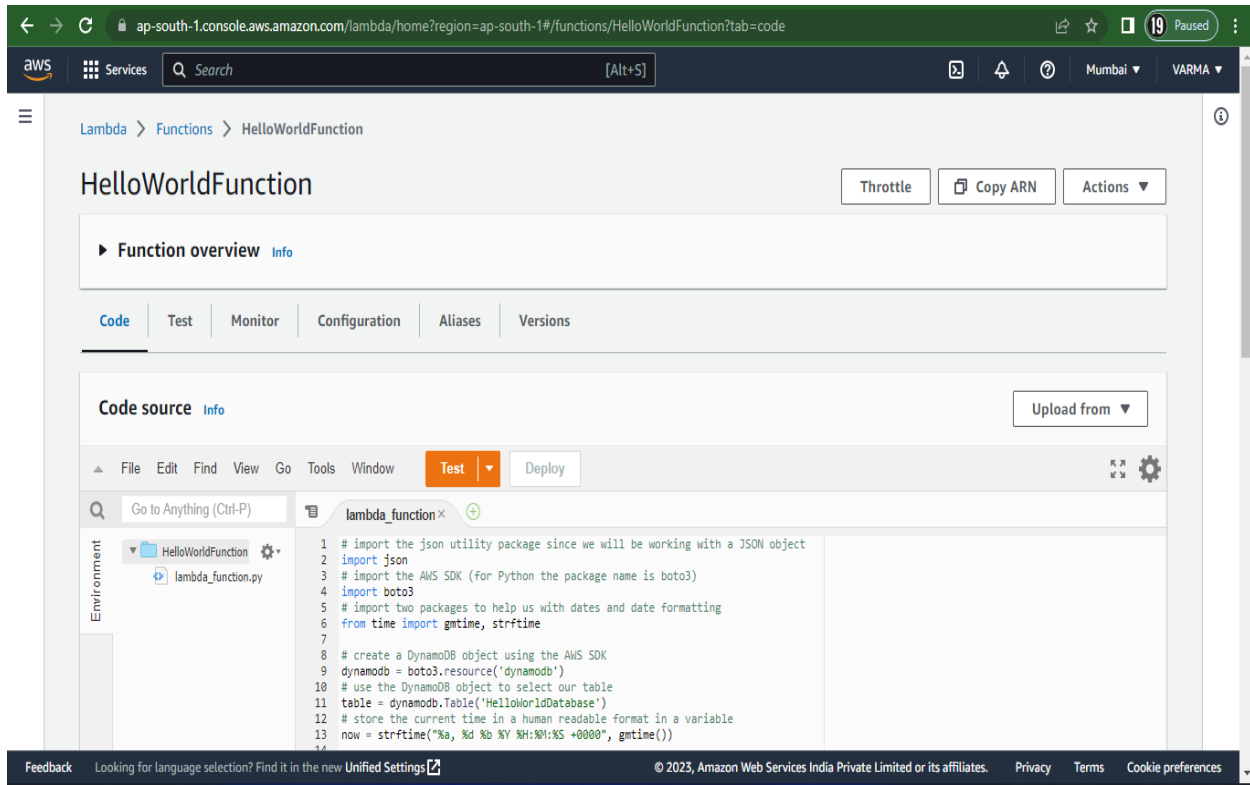 ap-south-1.console.aws.amazon.com/lambda/home?region=ap-south-1#/functions/HelloWorldFunction?tab=code
19 Paused
aws Services Search [Alt+S] Mumbai ▼ VARMA ▼
Lambda > Functions > HelloWorldFunction
HelloWorldFunction
Throttle Copy ARN Actions ▼
▶ Function overview Info
Code Test Monitor Configuration Aliases Versions
Code source Info
Upload from ▼
File Edit Find View Go Tools Window Test Deploy
Go to Anything (Ctrl-P)
lambda_function ×
Environment
HelloWorldFunction
lambda_function.py
1 # import the json utility package since we will be working with a JSON object
2 import json
3 # import the AWS SDK (for Python the package name is boto3)
4 import boto3
5 # import two packages to help us with dates and date formatting
6 from time import gmtime, strftime
7
8 # create a DynamoDB object using the AWS SDK
9 dynamodb = boto3.resource('dynamodb')
10 # use the DynamoDB object to select our table
11 table = dynamodb.Table('HelloWorldDatabase')
12 # store the current time in a human readable format in a variable
13 now = strftime("%a, %d %b %Y %H:%M:%S +0000", gmtime())
14
Feedback Looking for language selection? Find it in the new Unified Settings © 2023, Amazon Web Services India Private Limited or its affiliates. Privacy Terms Cookie preferences